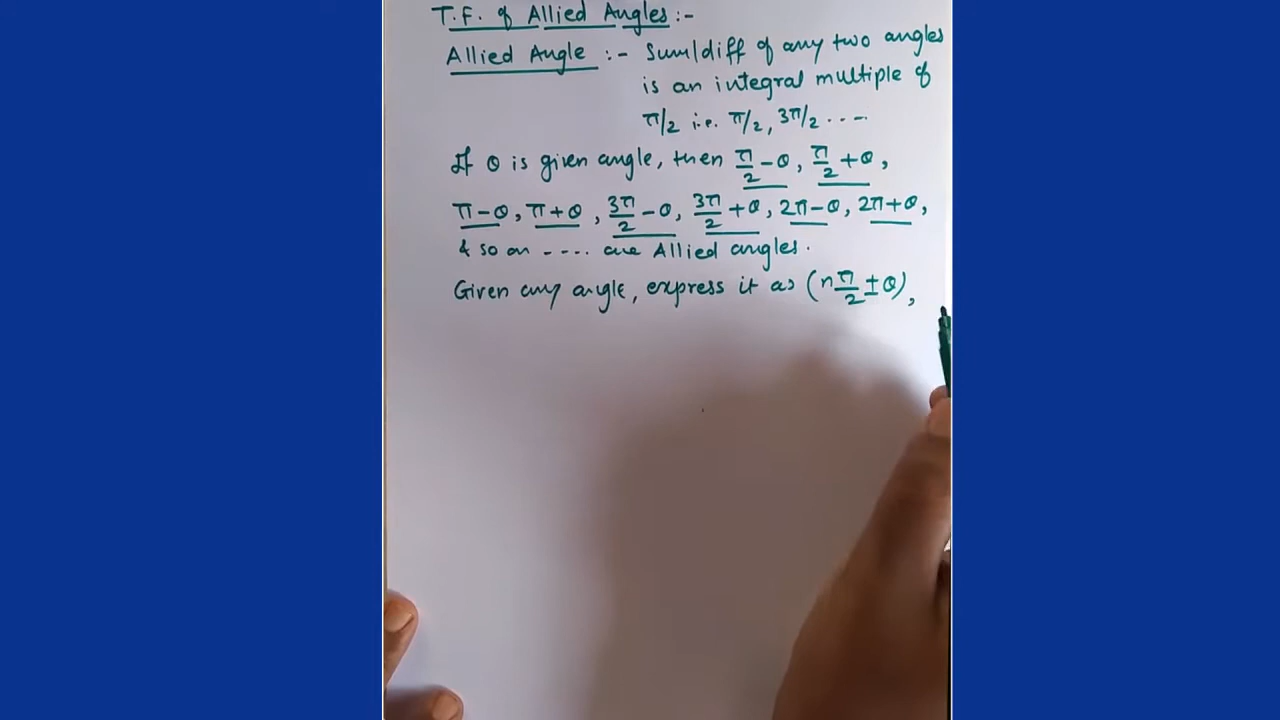 T.F. of Allied Angles :-
Allied Angle :- Sum/diff of any two angles
is an integral multiple of
π/2 i.e. π/2, 3π/2 .....
If θ is given angle, then π/2 - θ, π/2 + θ,
π-θ, π+θ, 3π/2 - θ, 3π/2 + θ, 2π-θ, 2π+θ,
& so on ---- are Allied angles.
Given any angle, express it as (nπ/2 ± θ),